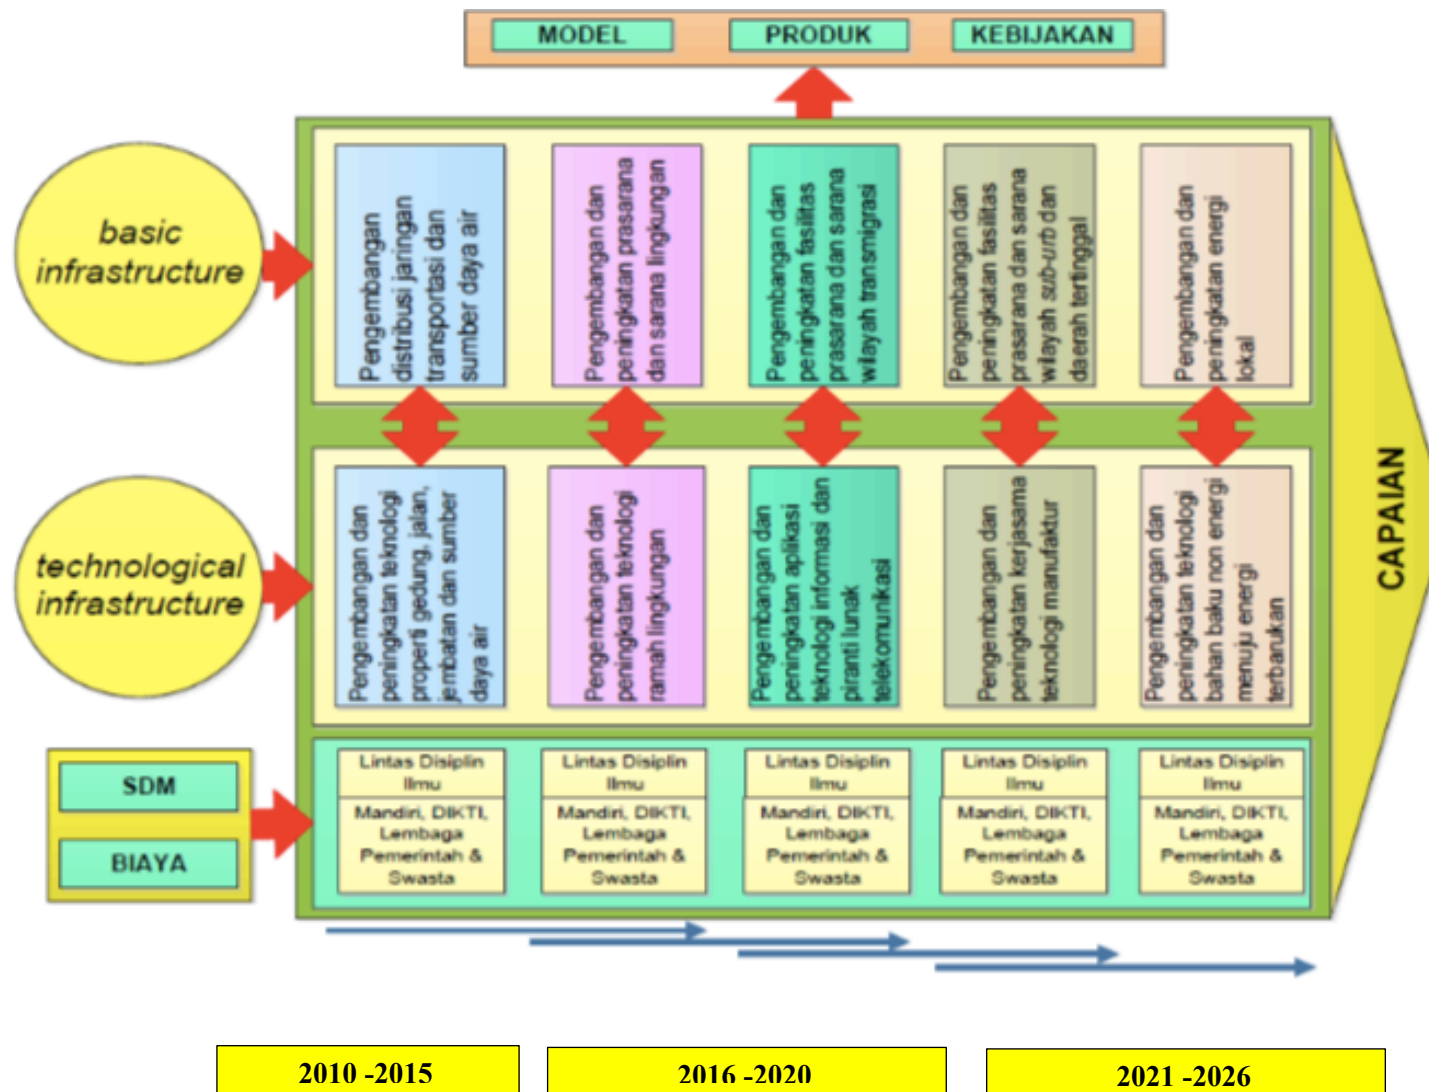 MODEL
PRODUK
KEBIJAKAN
basic
infrastructure
Pengembangan
distribusi jaringan
transportasi dan
sumber daya air
Pengembangan dan
peningkatan prasarana
dan sarana lingkungan
Pengembangan dan
peningkatan fasilitas
prasarana dan sarana
wilayah transmigrasi
Pengembangan dan
peningkatan fasilitas
prasarana dan sarana
wilayah sub-urb dan
daerah tertinggal
Pengembangan dan
peningkatan energi
lokal
technological
infrastructure
Pengembangan dan
peningkatan teknologi
properti gedung, jalan,
jembatan dan sumber
daya air
Pengembangan dan
peningkatan teknologi
ramah lingkungan
Pengembangan dan
peningkatan aplikasi
teknologi informasi dan
piranti lunak
telekomunikasi
Pengembangan dan
peningkatan kerjasama
teknologi manufaktur
Pengembangan dan
peningkatan teknologi
bahan baku non energi
menuju energi
terbarukan
CAPAIAN
SDM
BIAYA
Lintas Disiplin
Ilmu
Mandiri, DIKTI,
Lembaga
Pemerintah &
Swasta
Lintas Disiplin
Ilmu
Mandiri, DIKTI,
Lembaga
Pemerintah &
Swasta
Lintas Disiplin
Ilmu
Mandiri, DIKTI,
Lembaga
Pemerintah &
Swasta
Lintas Disiplin
Ilmu
Mandiri, DIKTI,
Lembaga
Pemerintah &
Swasta
Lintas Disiplin
Ilmu
Mandiri, DIKTI,
Lembaga
Pemerintah &
Swasta
2010 -2015
2016 -2020
2021 -2026